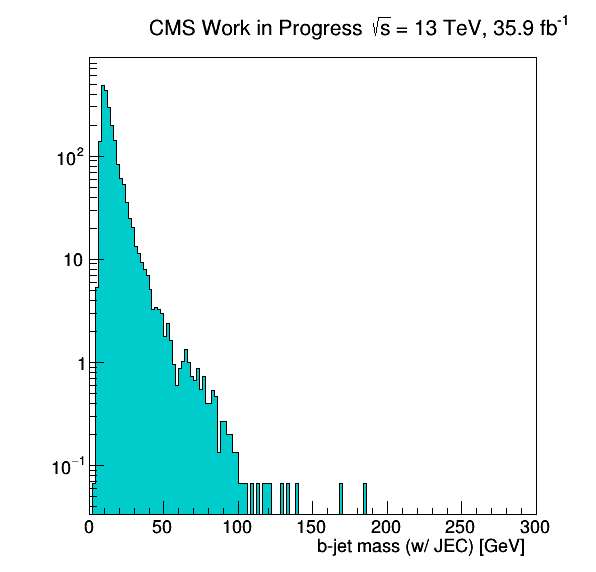 CMS Work in Progress √s = 13 TeV, 35.9 fb⁻¹
10²
10
1
10⁻¹
0 50 100 150 200 250 300
b-jet mass (w/ JEC) [GeV]